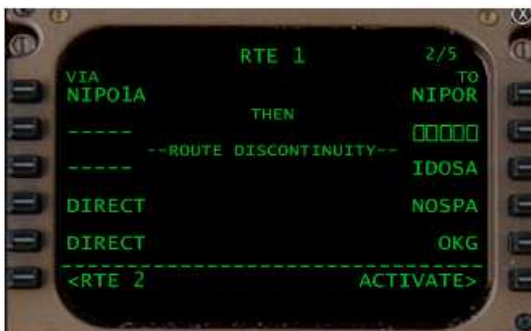 RTE 1 2/5
VIA TO
NIPO1A NIPOR
THEN
----- □□□□□
--ROUTE DISCONTINUITY--
----- IDOSA
DIRECT NOSPA
DIRECT OKG
<RTE 2 ACTIVATE>